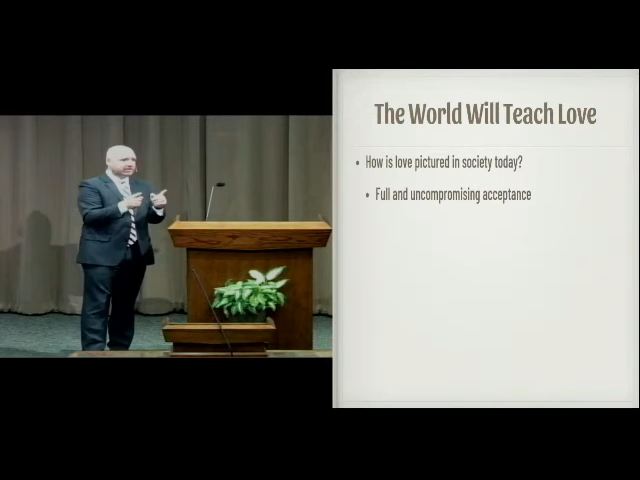 The World Will Teach Love
• How is love pictured in society today?
• Full and uncompromising acceptance